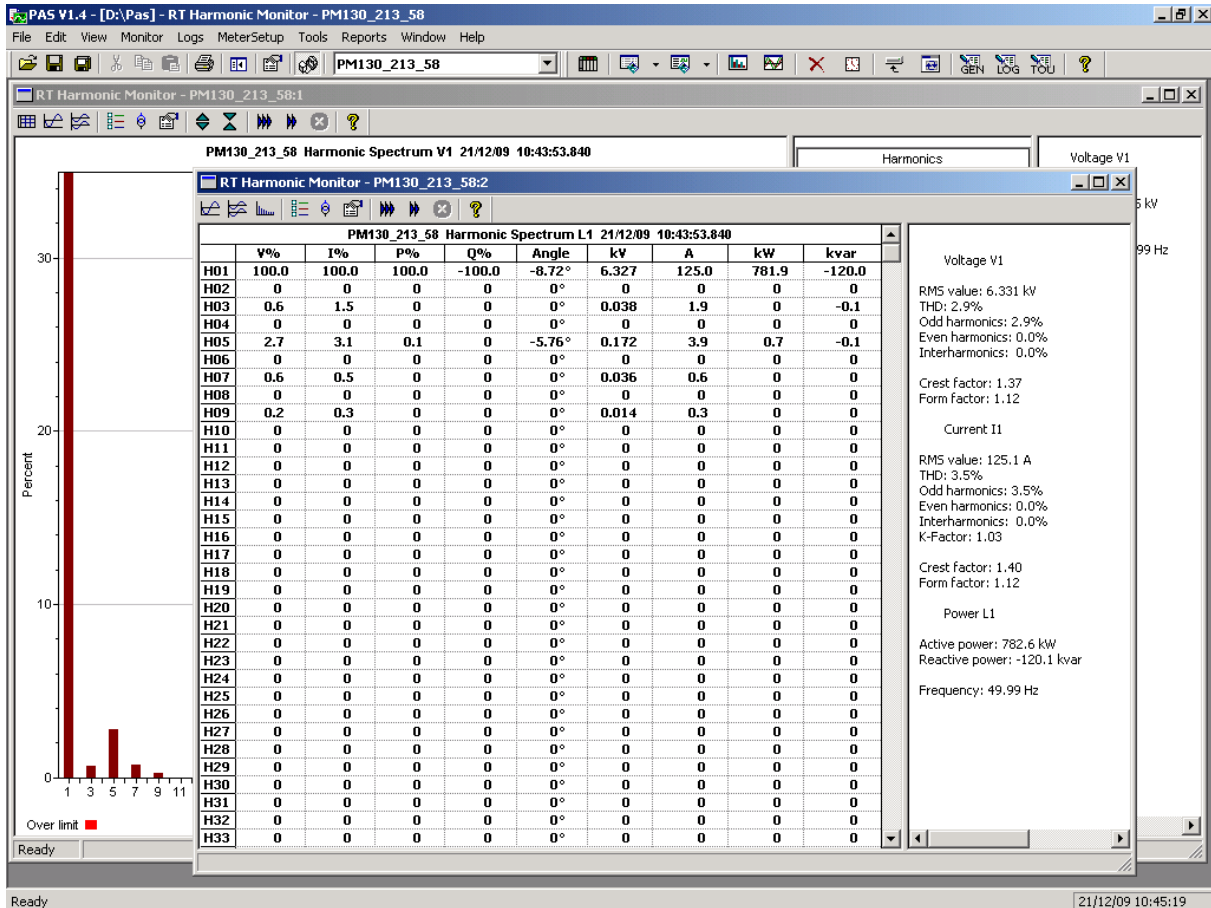 PAS V1.4 - [D:\Pas] - RT Harmonic Monitor - PM130_213_58
File Edit View Monitor Logs MeterSetup Tools Reports Window Help
PM130_213_58 GEN LOG TOU
RT Harmonic Monitor - PM130_213_58:1
PM130_213_58 Harmonic Spectrum V1 21/12/09 10:43:53.840
Harmonics
Voltage V1
kV
99 Hz
30
20
10
0
Percent
1 3 5 7 9 11
Over limit
Ready
RT Harmonic Monitor - PM130_213_58:2
PM130_213_58 Harmonic Spectrum L1 21/12/09 10:43:53.840
V% I% P% Q% Angle kV A kW kvar
H01 100.0 100.0 100.0 -100.0 -8.72° 6.327 125.0 781.9 -120.0
H02 0 0 0 0 0° 0 0 0 0
H03 0.6 1.5 0 0 0° 0.038 1.9 0 -0.1
H04 0 0 0 0 0° 0 0 0 0
H05 2.7 3.1 0.1 0 -5.76° 0.172 3.9 0.7 -0.1
H06 0 0 0 0 0° 0 0 0 0
H07 0.6 0.5 0 0 0° 0.036 0.6 0 0
H08 0 0 0 0 0° 0 0 0 0
H09 0.2 0.3 0 0 0° 0.014 0.3 0 0
H10 0 0 0 0 0° 0 0 0 0
H11 0 0 0 0 0° 0 0 0 0
H12 0 0 0 0 0° 0 0 0 0
H13 0 0 0 0 0° 0 0 0 0
H14 0 0 0 0 0° 0 0 0 0
H15 0 0 0 0 0° 0 0 0 0
H16 0 0 0 0 0° 0 0 0 0
H17 0 0 0 0 0° 0 0 0 0
H18 0 0 0 0 0° 0 0 0 0
H19 0 0 0 0 0° 0 0 0 0
H20 0 0 0 0 0° 0 0 0 0
H21 0 0 0 0 0° 0 0 0 0
H22 0 0 0 0 0° 0 0 0 0
H23 0 0 0 0 0° 0 0 0 0
H24 0 0 0 0 0° 0 0 0 0
H25 0 0 0 0 0° 0 0 0 0
H26 0 0 0 0 0° 0 0 0 0
H27 0 0 0 0 0° 0 0 0 0
H28 0 0 0 0 0° 0 0 0 0
H29 0 0 0 0 0° 0 0 0 0
H30 0 0 0 0 0° 0 0 0 0
H31 0 0 0 0 0° 0 0 0 0
H32 0 0 0 0 0° 0 0 0 0
H33 0 0 0 0 0° 0 0 0 0
Voltage V1
RMS value: 6.331 kV
THD: 2.9%
Odd harmonics: 2.9%
Even harmonics: 0.0%
Interharmonics: 0.0%
Crest factor: 1.37
Form factor: 1.12
Current I1
RMS value: 125.1 A
THD: 3.5%
Odd harmonics: 3.5%
Even harmonics: 0.0%
Interharmonics: 0.0%
K-Factor: 1.03
Crest factor: 1.40
Form factor: 1.12
Power L1
Active power: 782.6 kW
Reactive power: -120.1 kvar
Frequency: 49.99 Hz
Ready
21/12/09 10:45:19